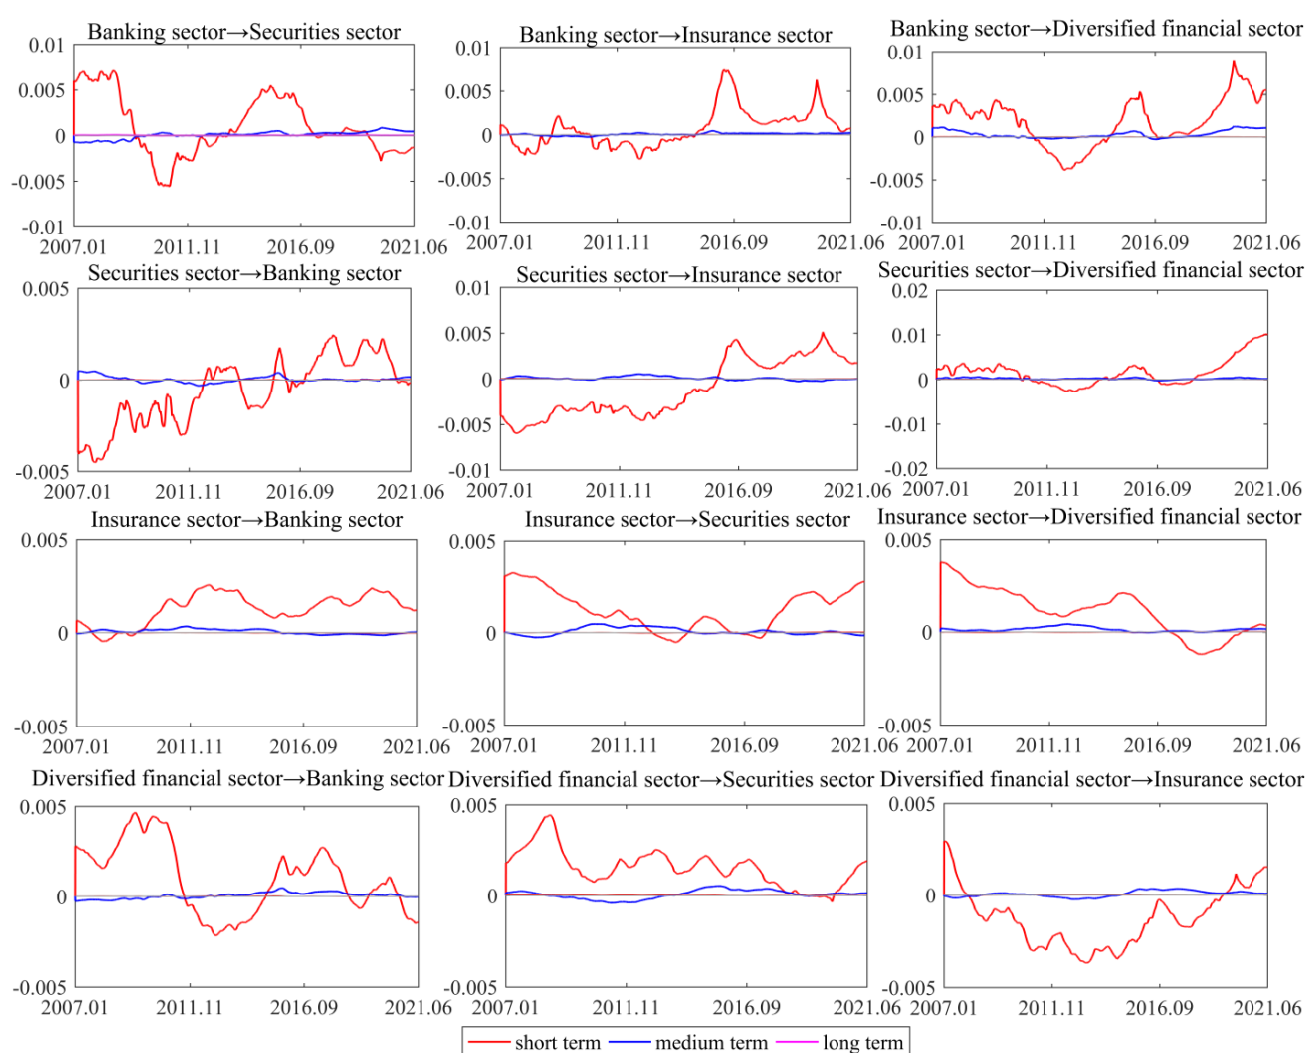 Banking sector→Securities sector
0.01
0.005
0
-0.005
-0.01
2007.01 2011.11 2016.09 2021.06
Banking sector→Insurance sector
0.01
0.005
0
-0.005
-0.01
2007.01 2011.11 2016.09 2021.06
Banking sector→Diversified financial sector
0.01
0.005
0
-0.005
-0.01
2007.01 2011.11 2016.09 2021.06
Securities sector→Banking sector
0.005
0
-0.005
2007.01 2011.11 2016.09 2021.06
Securities sector→Insurance sector
0.01
0.005
0
-0.005
-0.01
2007.01 2011.11 2016.09 2021.06
Securities sector→Diversified financial sector
0.02
0.01
0
-0.01
-0.02
2007.01 2011.11 2016.09 2021.06
Insurance sector→Banking sector
0.005
0
-0.005
2007.01 2011.11 2016.09 2021.06
Insurance sector→Securities sector
0.005
0
-0.005
2007.01 2011.11 2016.09 2021.06
Insurance sector→Diversified financial sector
0.005
0
-0.005
2007.01 2011.11 2016.09 2021.06
Diversified financial sector→Banking sector
0.005
0
-0.005
2007.01 2011.11 2016.09 2021.06
Diversified financial sector→Securities sector
0.005
0
-0.005
2007.01 2011.11 2016.09 2021.06
Diversified financial sector→Insurance sector
0.005
0
-0.005
2007.01 2011.11 2016.09 2021.06
short term medium term long term